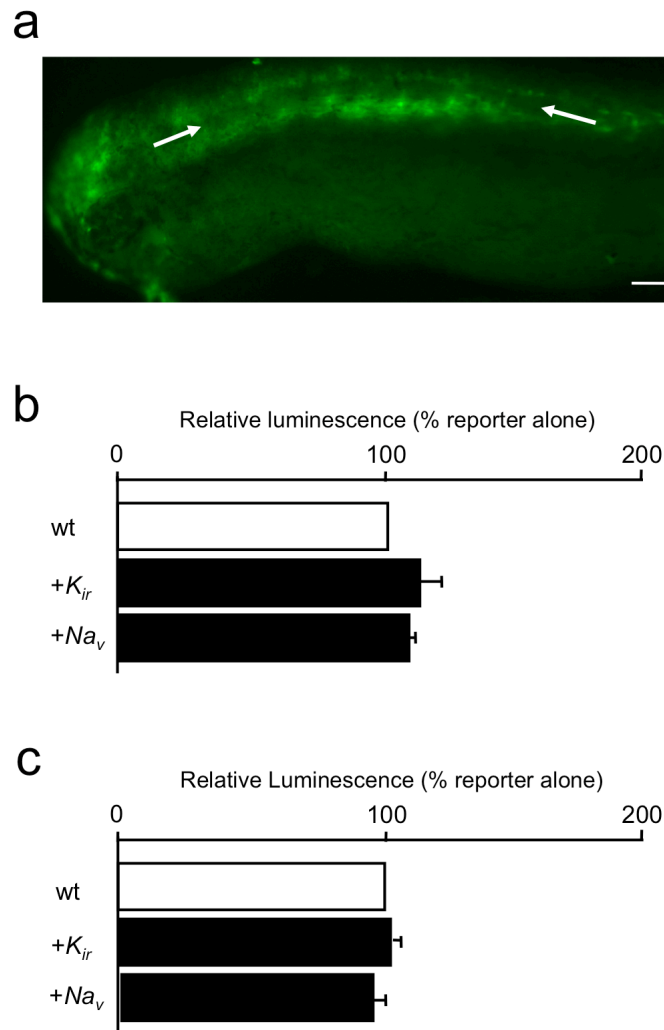 a
b
Relative luminescence (% reporter alone)
0 100 200
wt
+Kir
+Nav
c
Relative Luminescence (% reporter alone)
0 100 200
wt
+Kir
+Nav